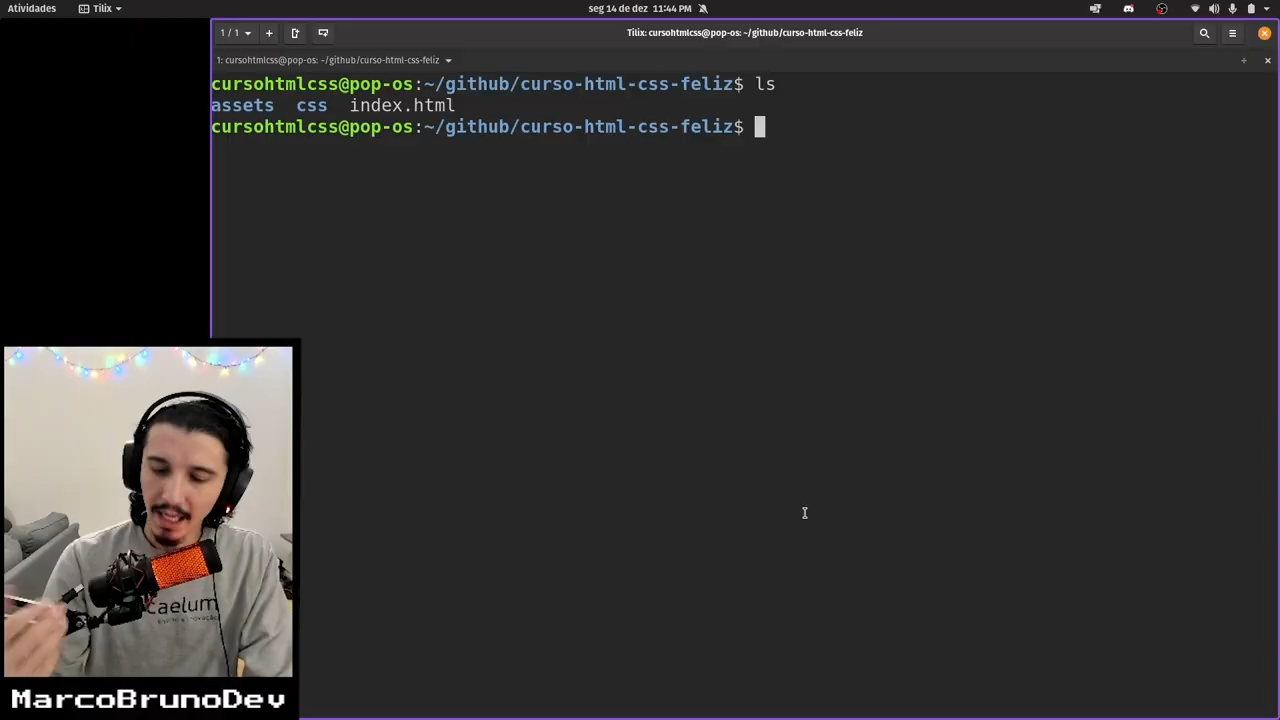 Atividades
Tilix
seg 14 de dez 11:44 PM
1 / 1
Tilix: cursohtmlcss@pop-os: ~/github/curso-html-css-feliz
1: cursohtmlcss@pop-os: ~/github/curso-html-css-feliz
cursohtmlcss@pop-os:~/github/curso-html-css-feliz$ ls
assets css index.html
cursohtmlcss@pop-os:~/github/curso-html-css-feliz$
caelum
MarcoBrunoDev